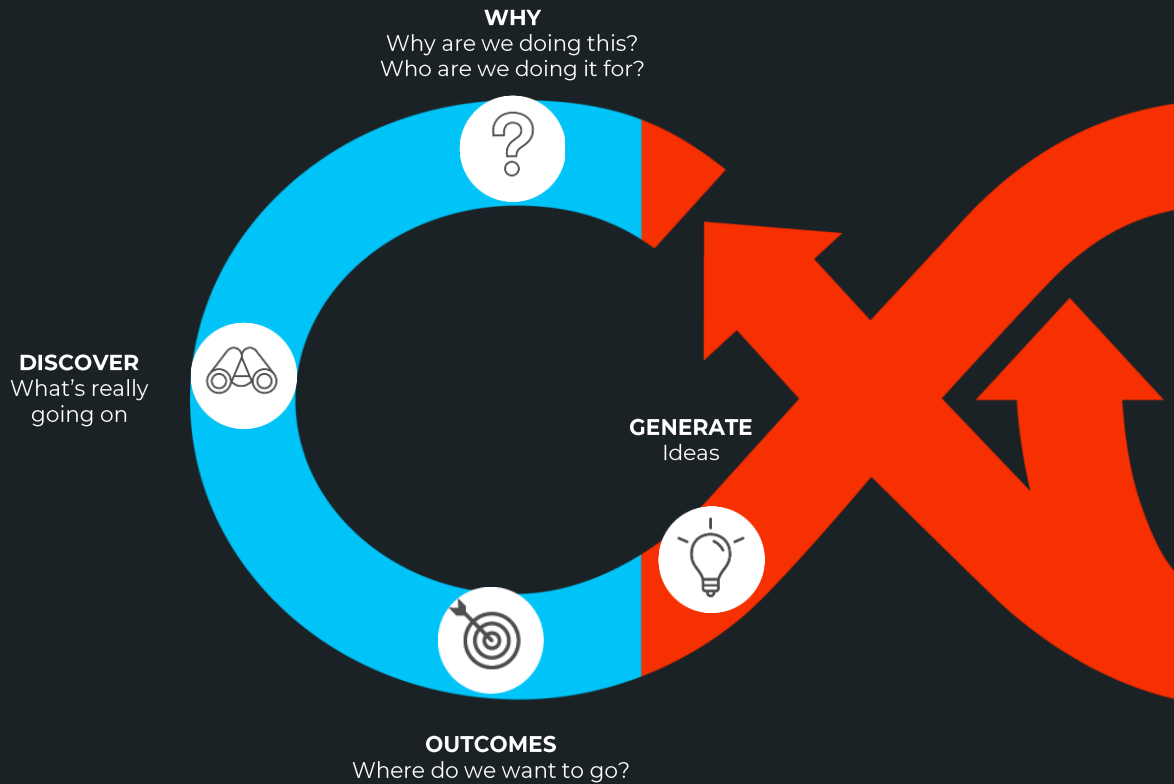 WHY
Why are we doing this?
Who are we doing it for?
DISCOVER
What’s really
going on
GENERATE
Ideas
OUTCOMES
Where do we want to go?